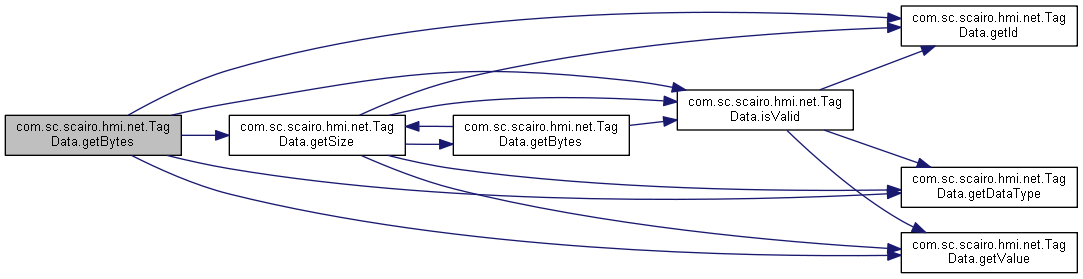 com.sc.scairo.hmi.net.Tag
Data.getBytes
com.sc.scairo.hmi.net.Tag
Data.getSize
com.sc.scairo.hmi.net.Tag
Data.getBytes
com.sc.scairo.hmi.net.Tag
Data.isValid
com.sc.scairo.hmi.net.Tag
Data.getId
com.sc.scairo.hmi.net.Tag
Data.getDataType
com.sc.scairo.hmi.net.Tag
Data.getValue